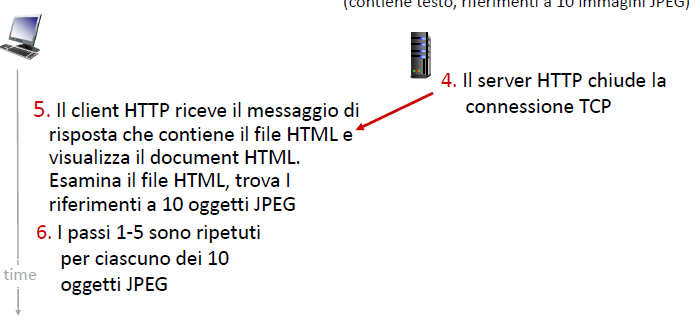 (contiene testo, riferimenti a 10 immagini JPEG)
4. Il server HTTP chiude la
connessione TCP
5. Il client HTTP riceve il messaggio di
risposta che contiene il file HTML e
visualizza il document HTML.
Esamina il file HTML, trova I
riferimenti a 10 oggetti JPEG
6. I passi 1-5 sono ripetuti
per ciascuno dei 10
oggetti JPEG
time